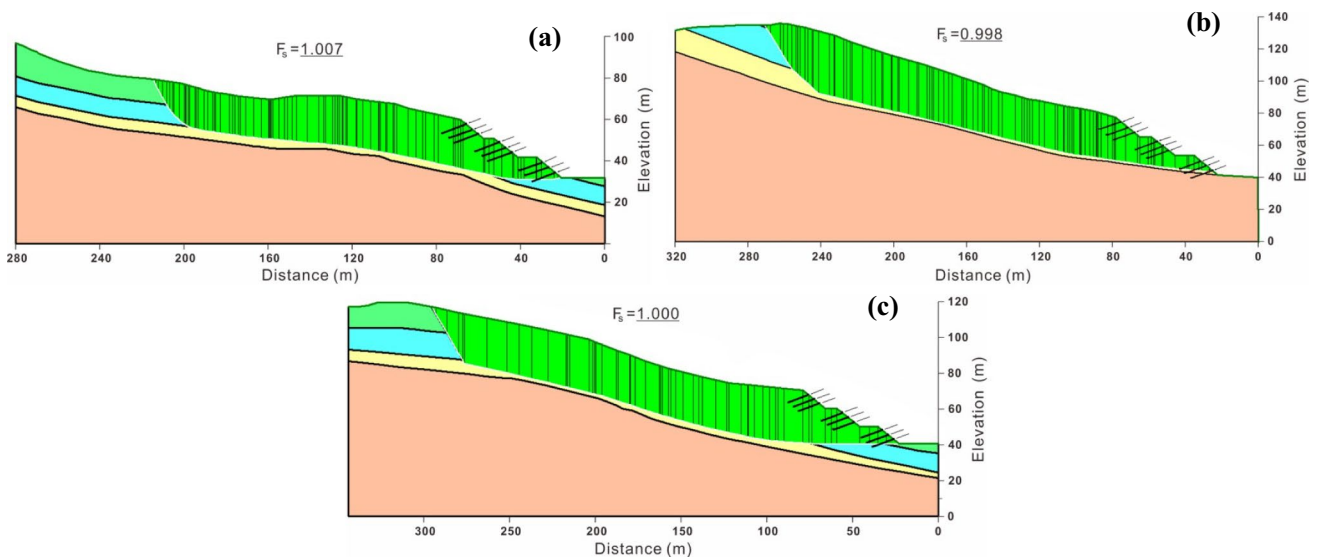 (a)
Fs=1.007
100
80
60
40
20
0
Elevation (m)
280 240 200 160 120 80 40 0
Distance (m)
(b)
Fs=0.998
140
120
100
80
60
40
20
0
Elevation (m)
320 280 240 200 160 120 80 40 0
Distance (m)
(c)
Fs=1.000
120
100
80
60
40
20
0
Elevation (m)
300 250 200 150 100 50 0
Distance (m)